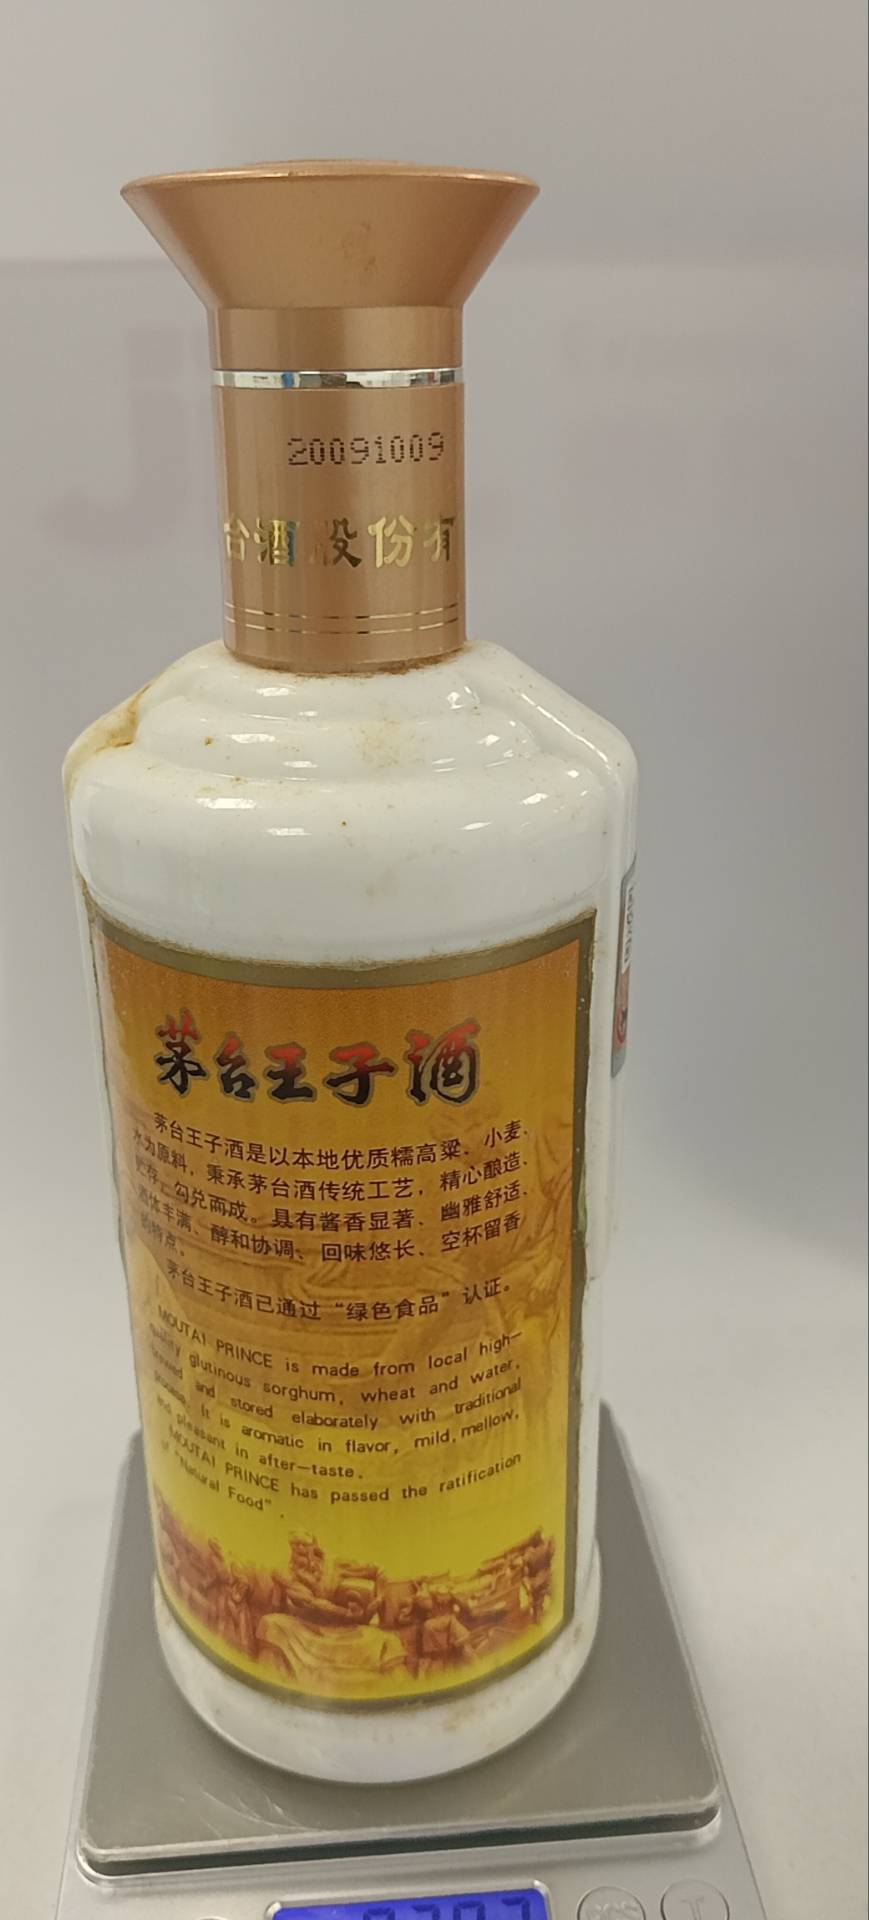 20091009
台酒股份有
茅台王子酒
茅台王子酒是以本地优质糯高粱、小麦、
水为原料，秉承茅台酒传统工艺，精心酿造、
贮存、勾兑而成。具有酱香显著、幽雅舒适、
酒体丰满、醇和协调、回味悠长、空杯留香
的特点。
茅台王子酒已通过“绿色食品”认证。
MOUTAI PRINCE is made from local high—
quality glutinous sorghum, wheat and water,
brewed and stored elaborately with traditional
process. It is aromatic in flavor, mild, mellow,
and pleasant in after—taste.
MOUTAI PRINCE has passed the ratification
of "Natural Food".